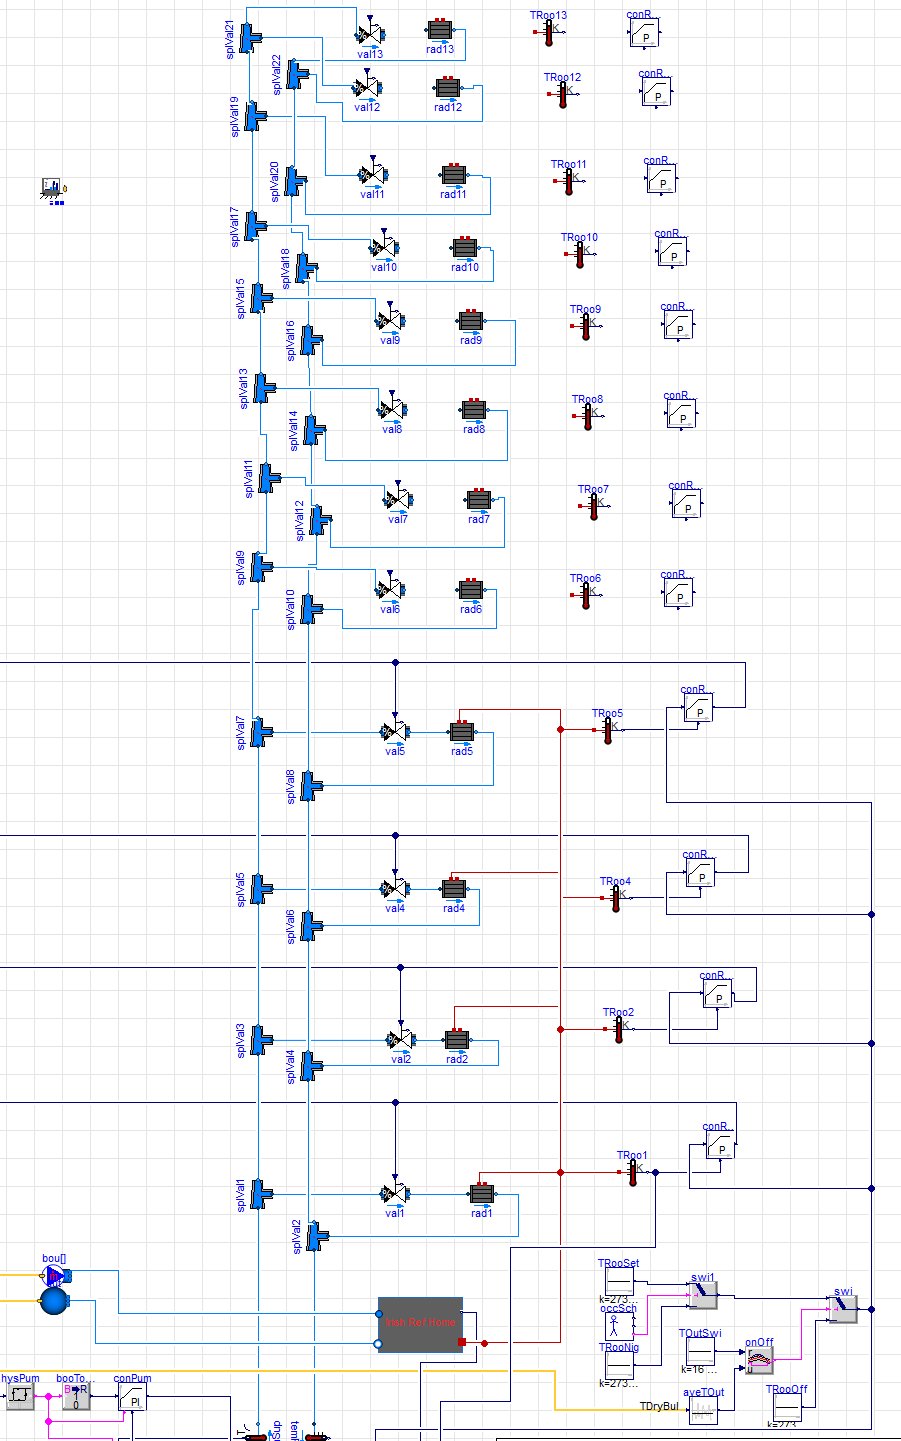 splVal21
val13
rad13
TRoo13
conR...
P
splVal22
val12
rad12
TRoo12
conR...
P
splVal19
splVal20
val11
rad11
TRoo11
conR...
P
splVal17
splVal18
val10
rad10
TRoo10
conR...
P
splVal15
splVal16
val9
rad9
TRoo9
conR...
P
splVal13
splVal14
val8
rad8
TRoo8
conR...
P
splVal11
splVal12
val7
rad7
TRoo7
conR...
P
splVal9
splVal10
val6
rad6
TRoo6
conR...
P
splVal7
splVal8
val5
rad5
TRoo5
K
conR...
P
splVal5
splVal6
val4
rad4
TRoo4
K
conR...
P
splVal3
splVal4
val2
rad2
TRoo2
K
conR...
P
splVal1
splVal2
val1
rad1
TRoo1
K
conR...
P
bou[]
Irish Ref Home
TRooSet
k=273...
swi1
swi
occSch
TRooNig
k=273...
TOutSwi
k=16 ...
onOff
r
u
aveTOut
TDryBul
TRooOff
k=273
hysPum
booTo...
B
R
1
0
conPum
PI